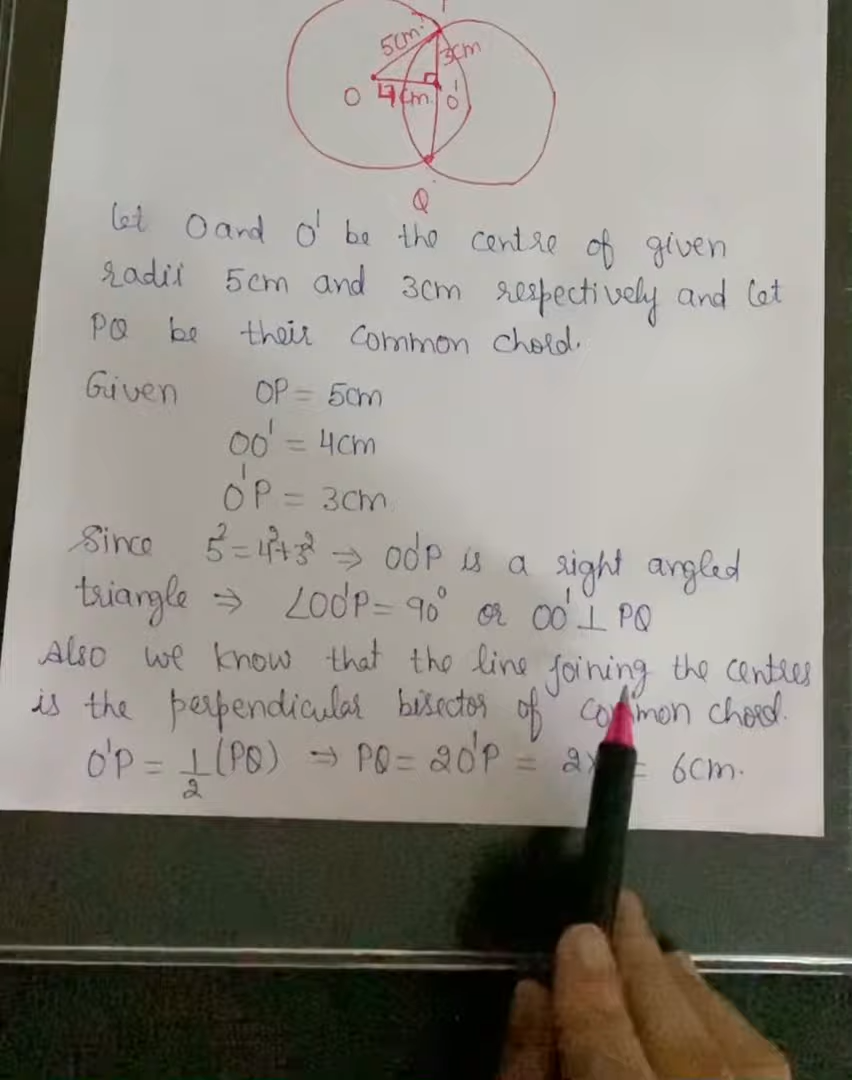 5cm
3cm
O 4cm O'
Q
Let O and O' be the centre of given
radii 5cm and 3cm respectively and let
PQ be their common chord.
Given OP = 5cm
OO' = 4cm
O'P = 3cm
Since 5² = 4²+3² ⇒ OO'P is a right angled
triangle ⇒ ∠OO'P = 90° or OO' ⊥ PQ
Also we know that the line joining the centres
is the perpendicular bisector of common chord.
O'P = 1/2 (PQ) ⇒ PQ = 2O'P = 2× = 6cm.